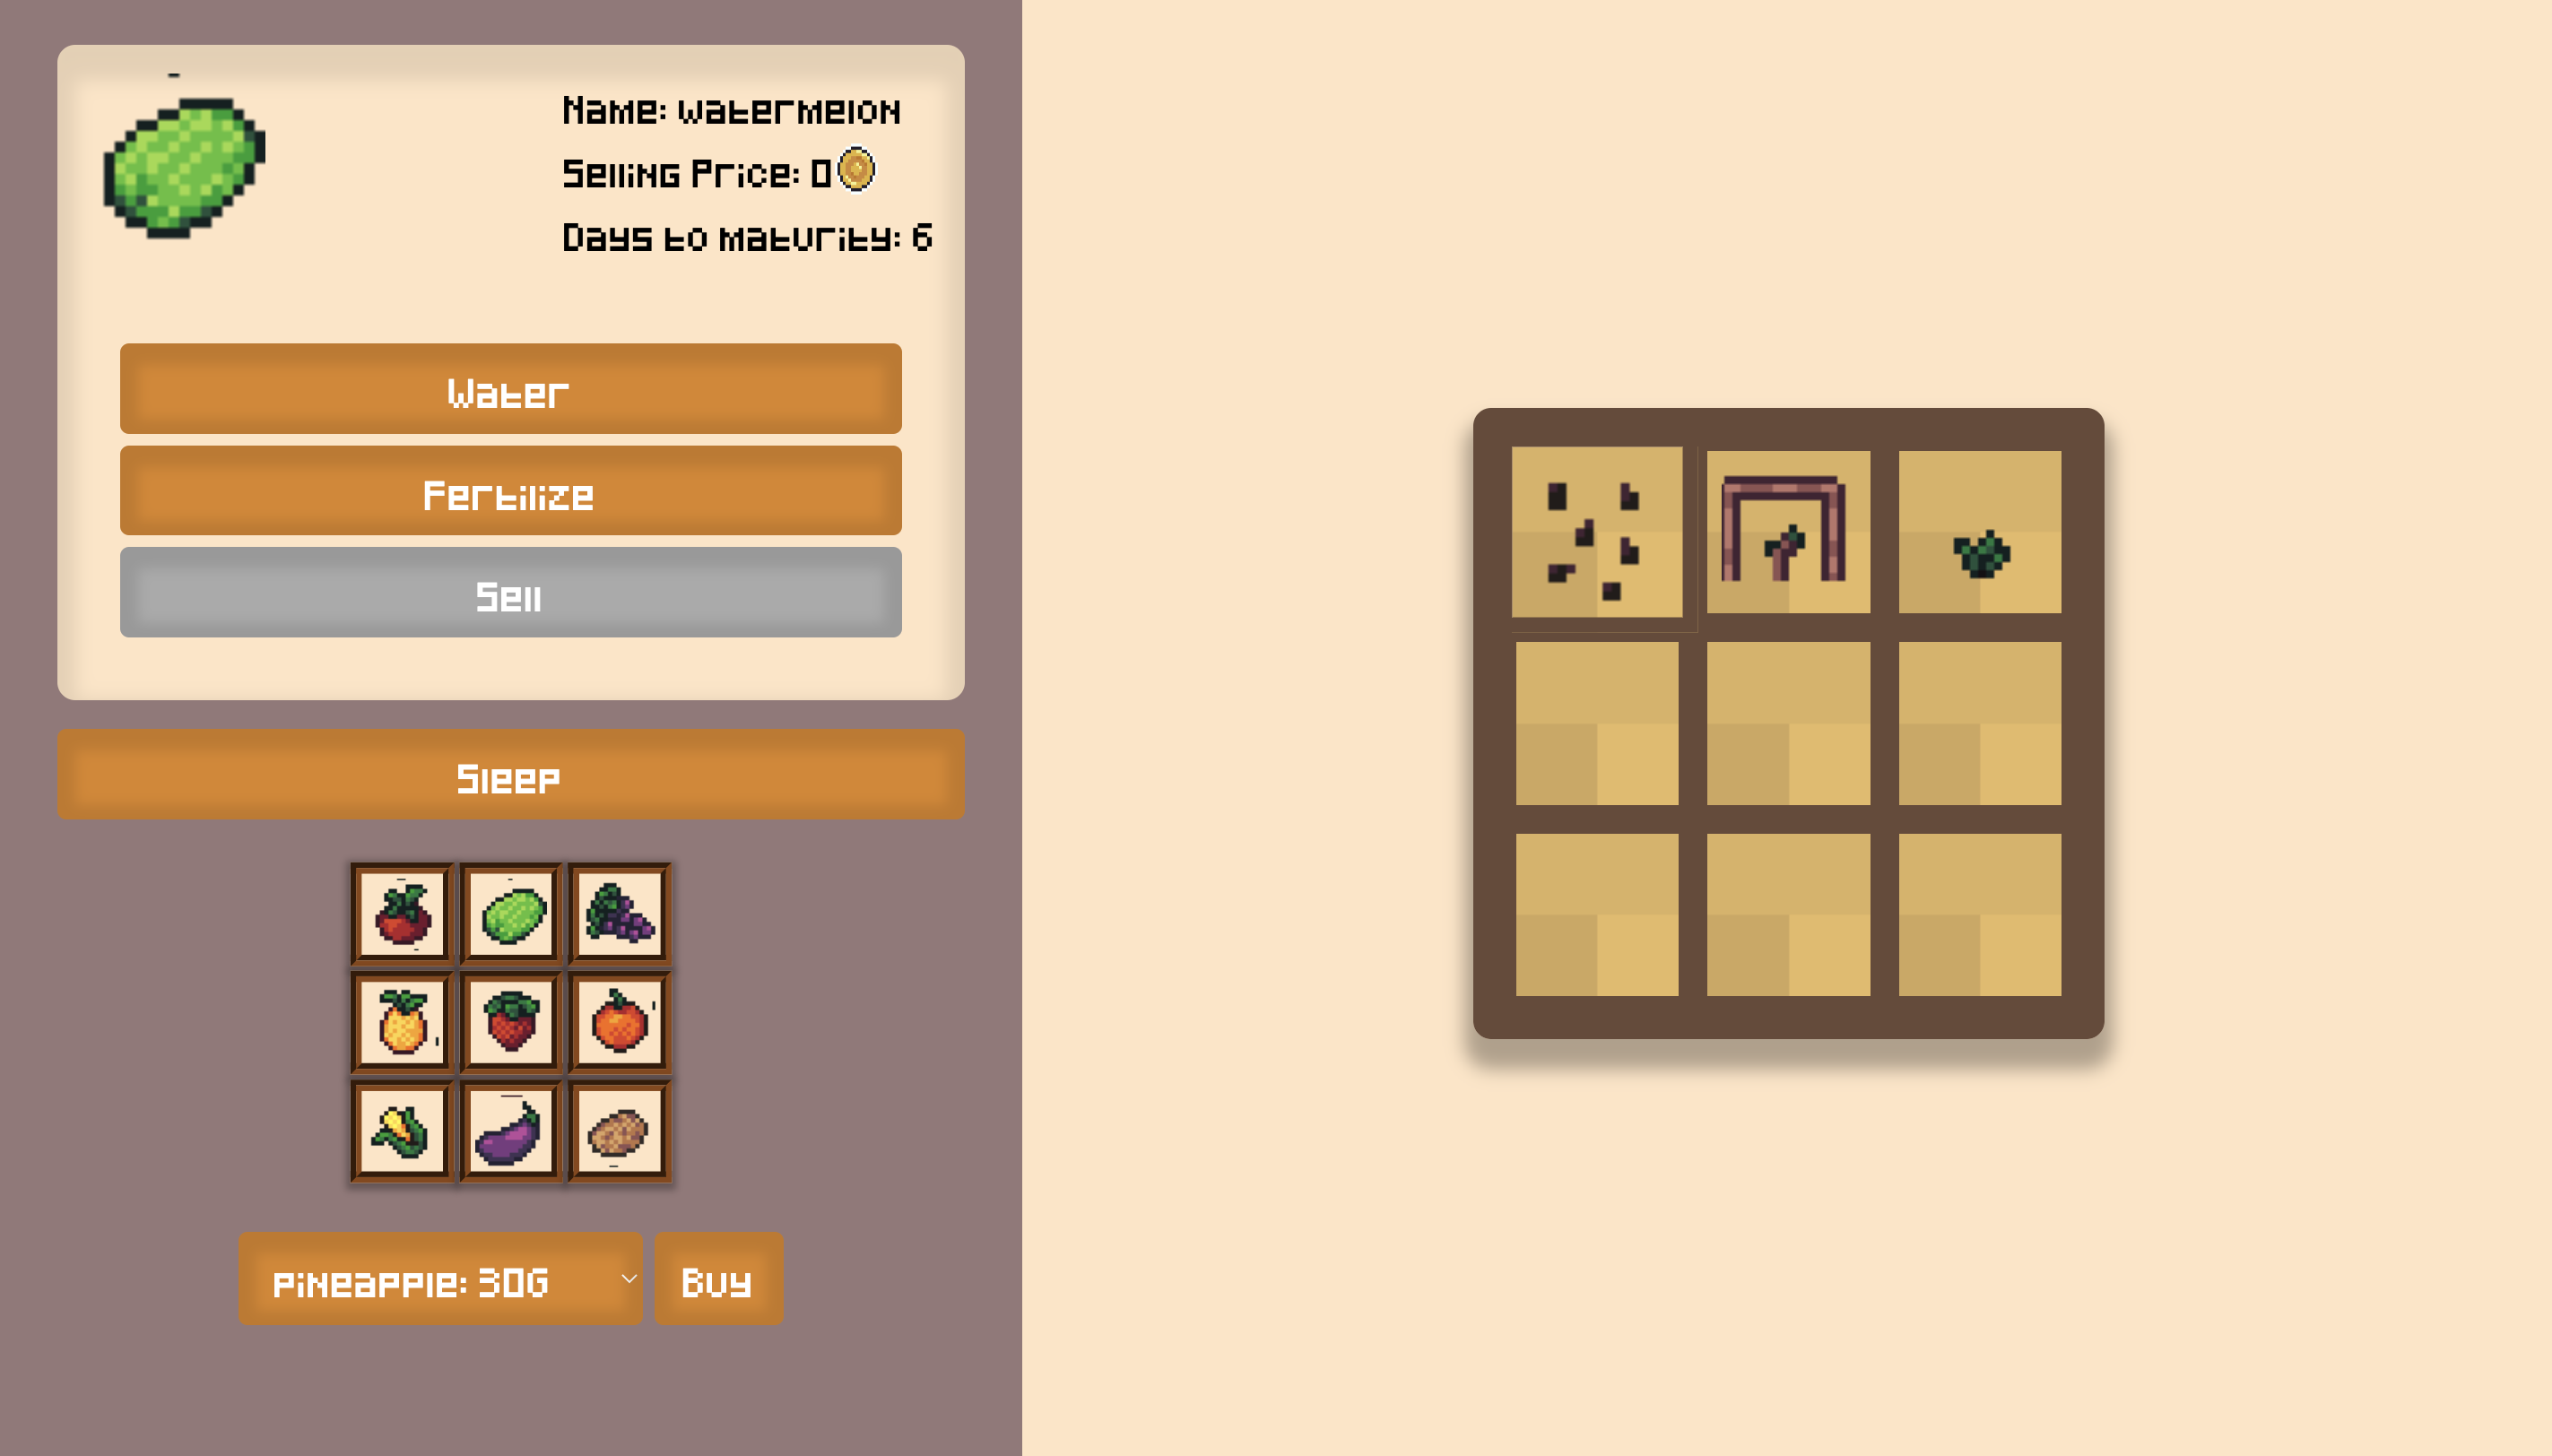 Name: watermelon
Selling Price: 0
Days to maturity: 6
Water
Fertilize
Sell
Sleep
pineapple: 30G
Buy